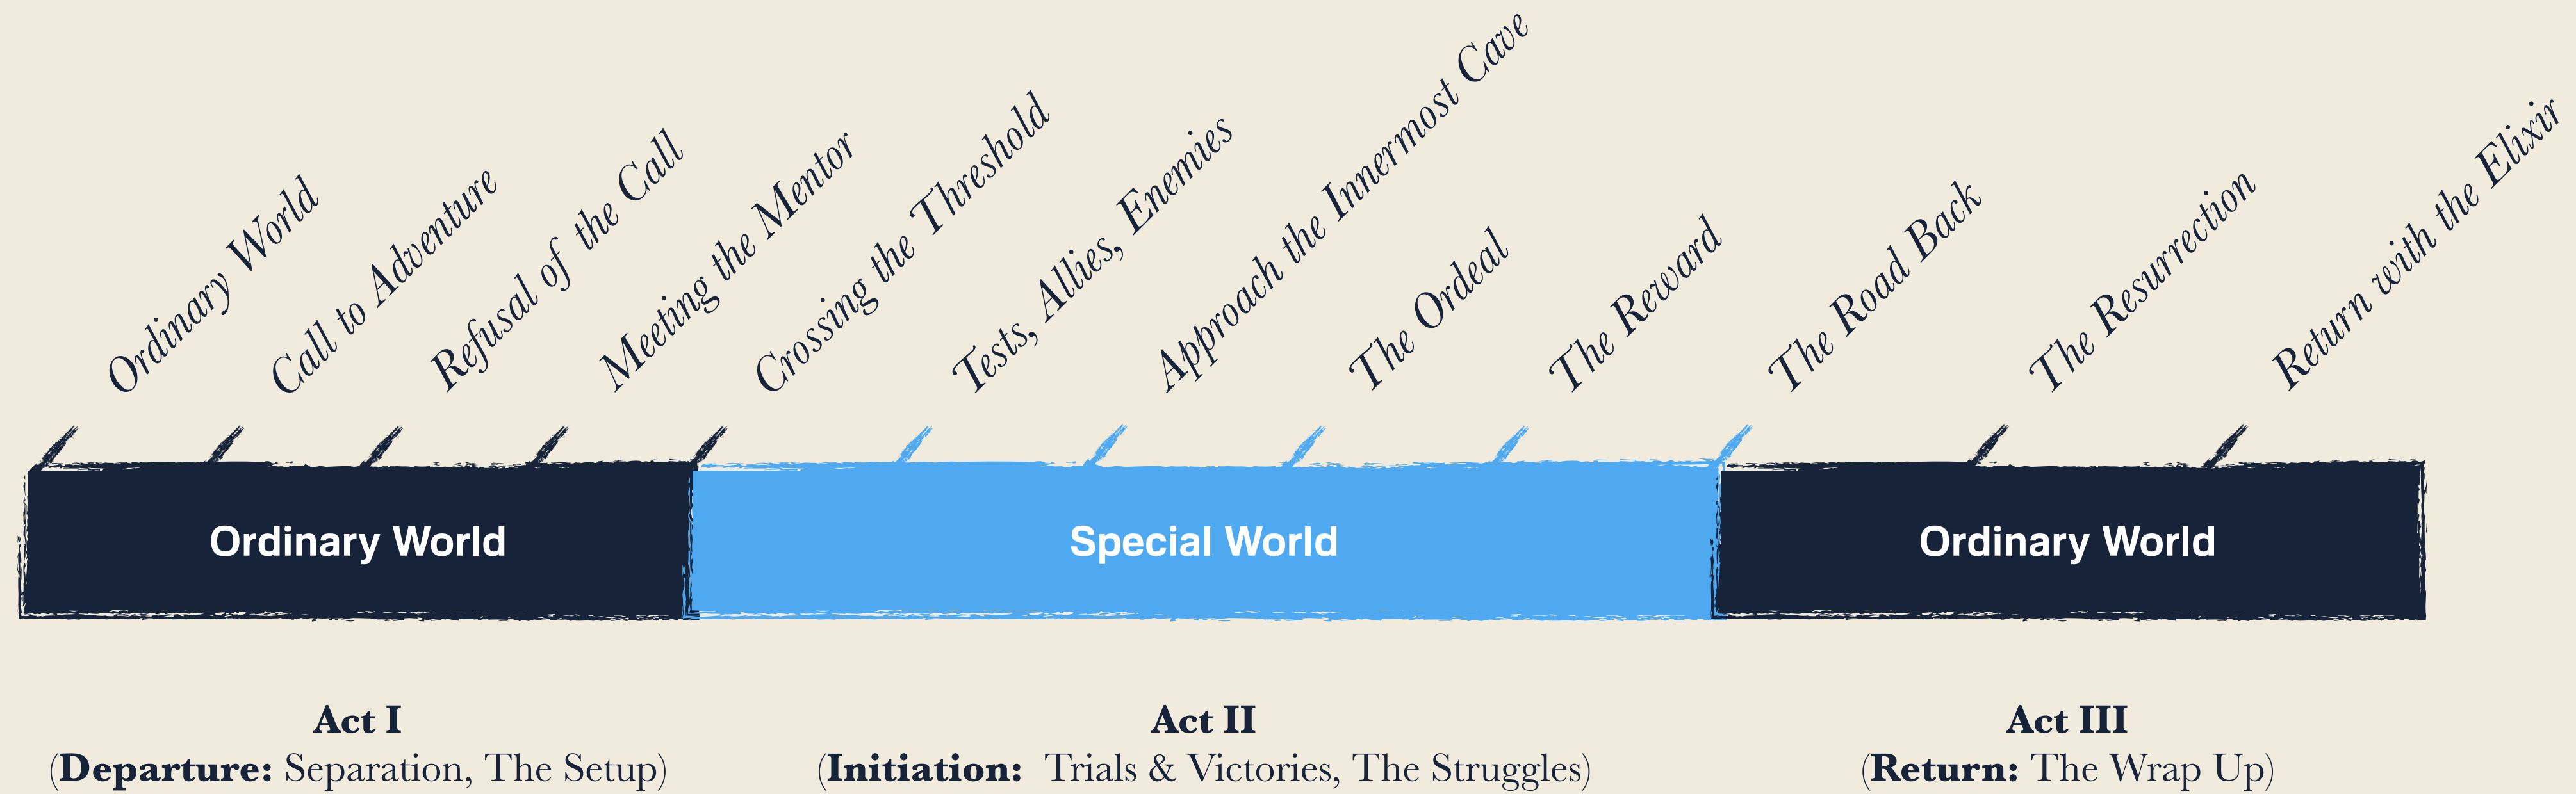 Ordinary World
Call to Adventure
Refusal of the Call
Meeting the Mentor
Crossing the Threshold
Tests, Allies, Enemies
Approach the Innermost Cave
The Ordeal
The Reward
The Road Back
The Resurrection
Return with the Elixir
Ordinary World
Special World
Ordinary World
Act I
(Departure: Separation, The Setup)
Act II
(Initiation: Trials & Victories, The Struggles)
Act III
(Return: The Wrap Up)